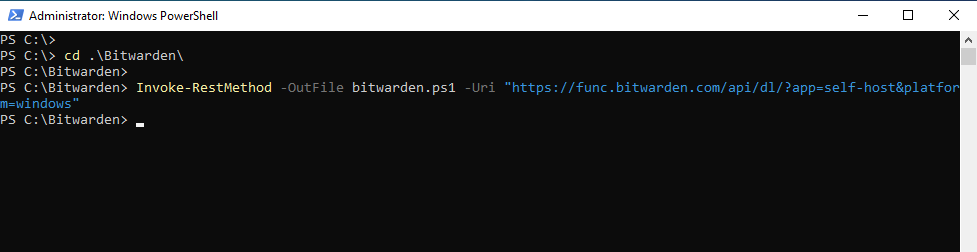 Administrator: Windows PowerShell
PS C:\>
PS C:\> cd .\Bitwarden\
PS C:\Bitwarden>
PS C:\Bitwarden> Invoke-RestMethod -OutFile bitwarden.ps1 -Uri "https://func.bitwarden.com/api/dl/?app=self-host&platfor
m=windows"
PS C:\Bitwarden>